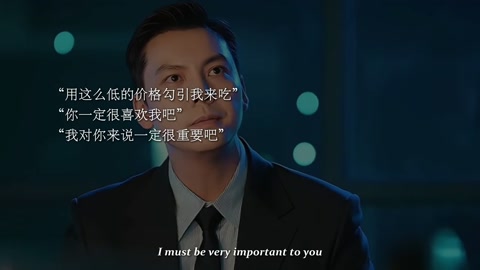 “用这么低的价格勾引我来吃”
“你一定很喜欢我吧”
“我对你来说一定很重要吧”
I must be very important to you